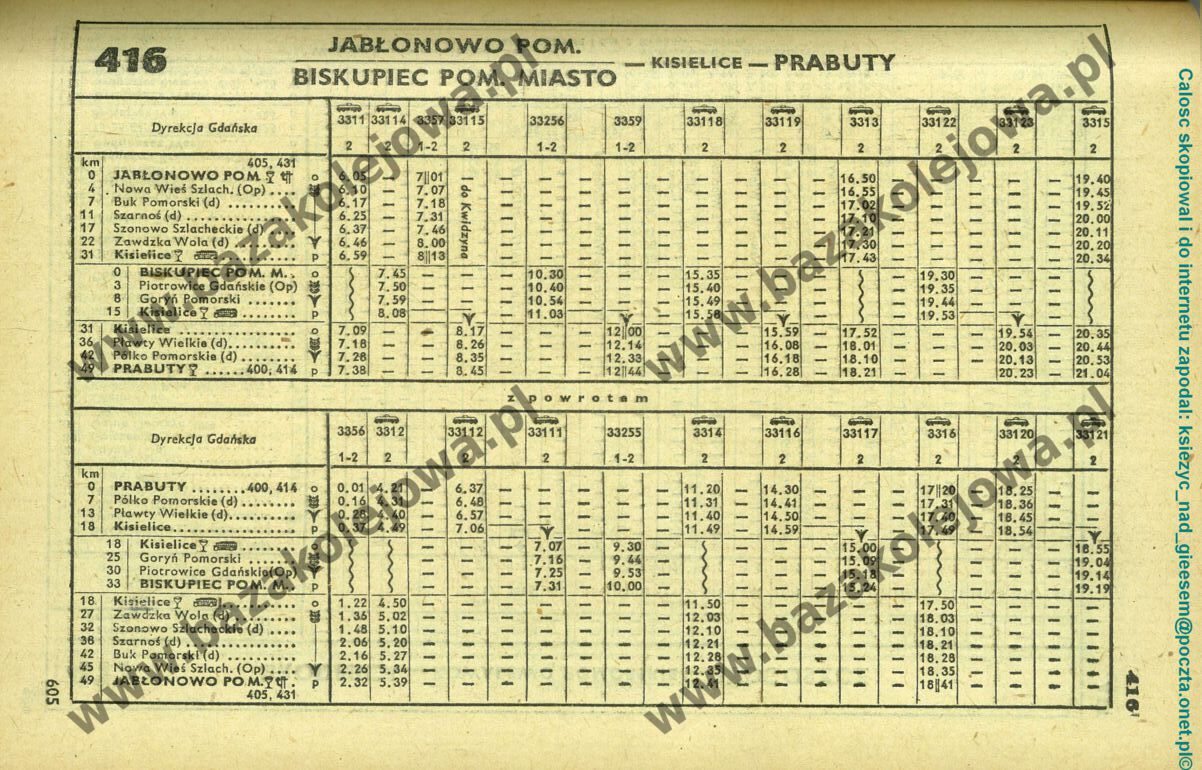 416
JABŁONOWO POM.
BISKUPIEC POM. MIASTO — KISIELICE — PRABUTY
Dyrekcja Gdańska 3311 33114 3357 33115 33256 3359 33118 33119 3313 33122 33123 3315
2 2 1-2 2 1-2 1-2 2 2 2 2 2 2
km 405, 431
0 JABŁONOWO POM. o 6.05 — 7||01 — — — — — — — — — — 16.50 — — — — — 19.40
4 Nowa Wieś Szlach. (Op) .... 6.10 — 7.07 — — — — — — — — — — 16.55 — — — — — 19.45
7 Buk Pomorski (d) .......... 6.17 — 7.18 — — — — — — — — — — 17.02 — — — — — 19.52
11 Szarnoś (d) ............... 6.25 — 7.31 — — — — — — — — — — 17.10 — — — — — 20.00
17 Szonowo Szlacheckie (d) .... 6.37 — 7.46 — — — — — — — — — — 17.21 — — — — — 20.11
22 Zawdzka Wola (d) ......... 6.46 — 8.00 — — — — — — — — — — 17.30 — — — — — 20.20
31 Kisielice p 6.59 — 8||13 — — — — — — — — — — 17.43 — — — — — 20.34
do Kwidzyna
0 BISKUPIEC POM. M. . o 7.45 — — — 10.30 — — — 15.35 — — — — 19.30 — — —
3 Piotrowice Gdańskie (Op) 7.50 — — — 10.40 — — — 15.40 — — — — 19.35 — — —
8 Goryń Pomorski ....... 7.59 — — — 10.54 — — — 15.49 — — — — 19.44 — — —
15 Kisielice p 8.08 — — 11.03 — — 15.58 — — — 19.53 — —
31 Kisielice .................. o 7.09 — — 8.17 — — — 12||00 — — — 15.59 — 17.52 — — — 19.54 — 20.35
36 Pławty Wielkie (d) .......... 7.18 — — 8.26 — — — 12.14 — — — 16.08 — 18.01 — — — 20.03 — 20.44
42 Półko Pomorskie (d) ........ 7.28 — — 8.35 — — — 12.33 — — — 16.18 — 18.10 — — — 20.13 — 20.53
49 PRABUTY ......400, 414 p 7.38 — — 8.45 — — — 12||44 — — — 16.28 — 18.21 — — — 20.23 — 21.04
z powrotem
Dyrekcja Gdańska 3356 3312 33112 33111 33255 3314 33116 33117 3316 33120 33121
1-2 2 2 2 1-2 2 2 2 2 2 2
km
0 PRABUTY ........400, 414 o 0.01 4.21 — 6.37 — — — — — 11.20 — 14.30 — — — 17||20 — 18.25 — —
7 Półko Pomorskie (d) ........ 0.16 4.31 — 6.48 — — — — — 11.31 — 14.41 — — — 17.31 — 18.36 — —
13 Pławty Wielkie (d) .......... 0.28 4.40 — 6.57 — — — — — 11.40 — 14.50 — — — 17.40 — 18.45 — —
18 Kisielice .................. p 0.37 4.49 — 7.06 — — — — 11.49 — 14.59 — — 17.49 — 18.54 —
18 Kisielice o — — — 7.07 — 9.30 — — — — 15.00 — — — — 18.55
25 Goryń Pomorski ....... — — — 7.16 — 9.44 — — — — 15.09 — — — — 19.04
30 Piotrowice Gdański (Op) — — — 7.25 — 9.53 — — — — 15.18 — — — — 19.14
33 BISKUPIEC POM. M. . p — — — 7.31 — 10.00 — — — — 15.24 — — — — 19.19
18 Kisielice o 1.22 4.50 — — — — — — — 11.50 — — — — — 17.50 — — — —
27 Zawdzka Wola (d) ......... 1.35 5.02 — — — — — — — 12.03 — — — — — 18.03 — — — —
32 Szonowo Szlacheckie (d) .... 1.48 5.10 — — — — — — — 12.10 — — — — — 18.10 — — — —
38 Szarnoś (d) ............... 2.06 5.20 — — — — — — — 12.21 — — — — — 18.21 — — — —
42 Buk Pomorski (d) .......... 2.16 5.27 — — — — — — — 12.28 — — — — — 18.28 — — — —
45 Nowa Wieś Szlach. (Op) .... 2.26 5.34 — — — — — — — 12.35 — — — — — 18.35 — — — —
49 JABŁONOWO POM. p 2.32 5.39 — — — — — — — 12.41 — — — — — 18||41 — — — —
405, 431
605
416
www.bazakolejowa.pl
www.bazakolejowa.pl
www.bazakolejowa.pl
www.bazakolejowa.pl
Calosc skopiowal i do internetu zapodal: ksiezyc_nad_gieesem@poczta.onet.pl©